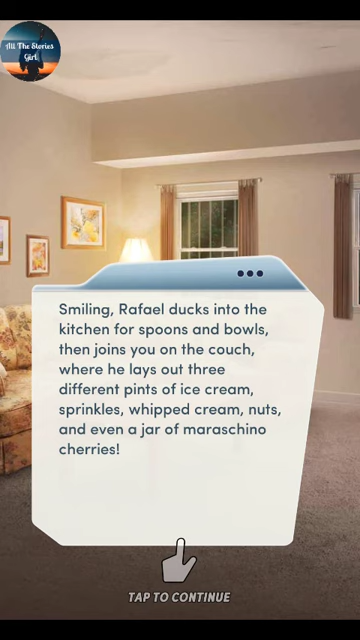 All The Stories
Girl
Smiling, Rafael ducks into the
kitchen for spoons and bowls,
then joins you on the couch,
where he lays out three
different pints of ice cream,
sprinkles, whipped cream, nuts,
and even a jar of maraschino
cherries!
TAP TO CONTINUE